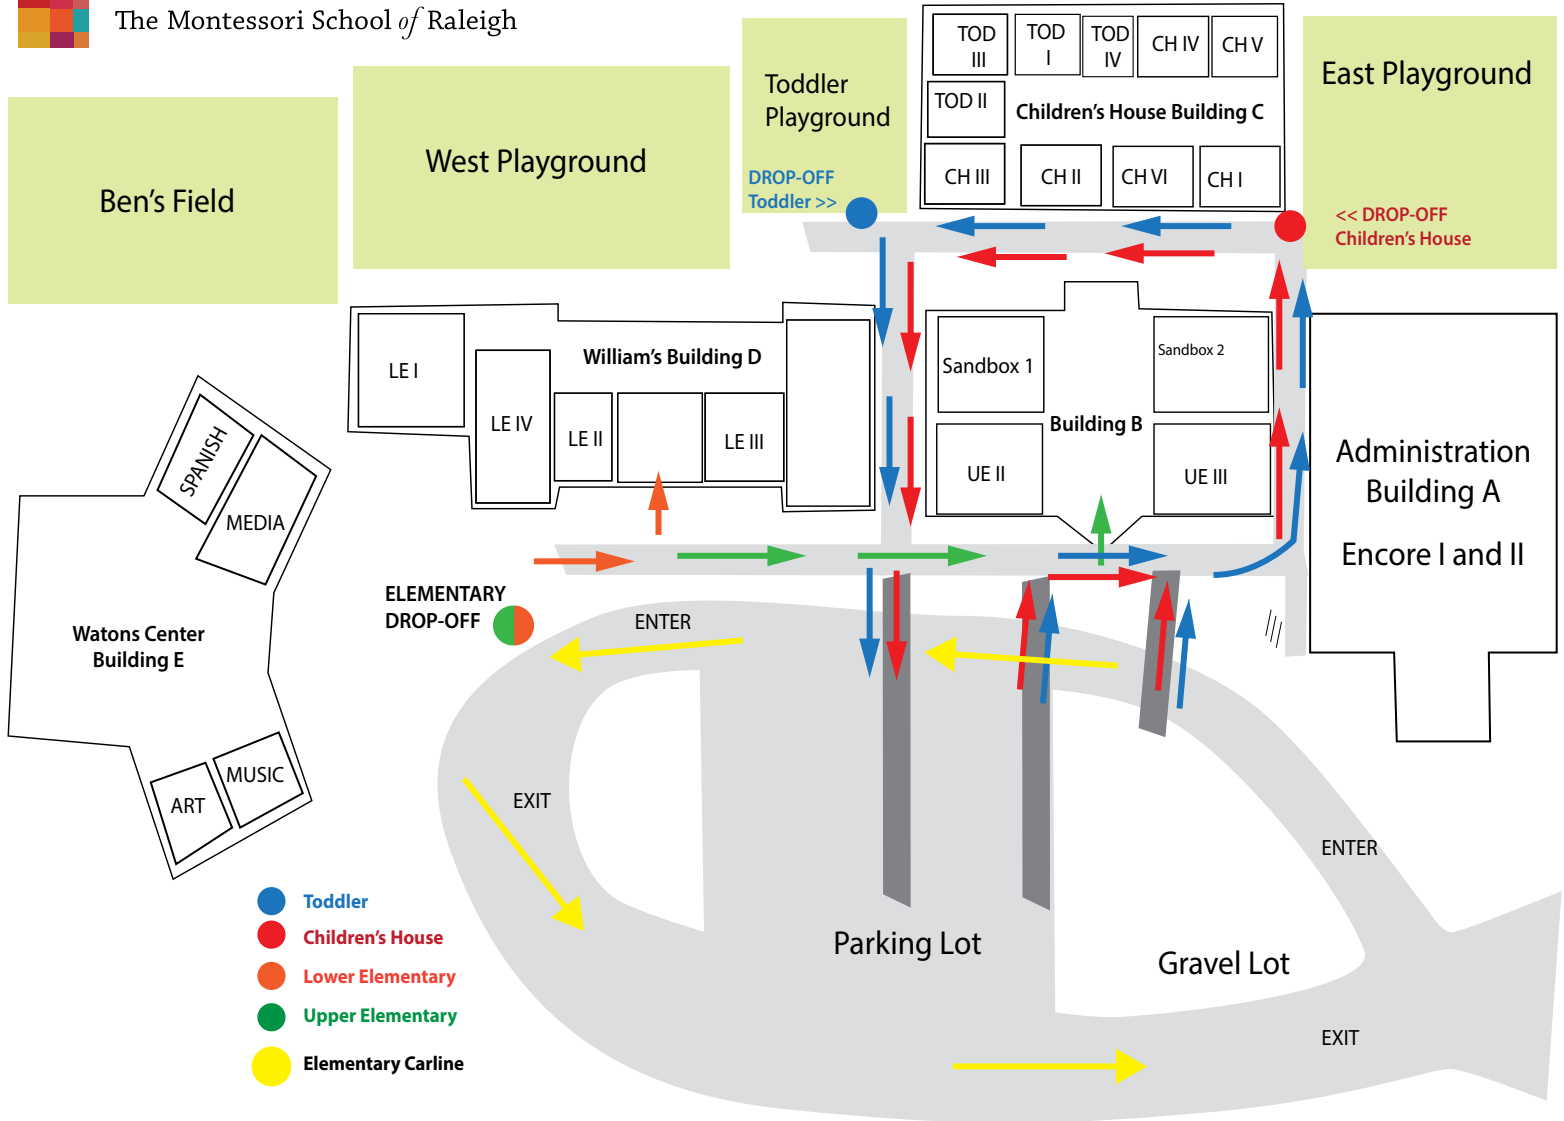 The Montessori School of Raleigh
Ben's Field
West Playground
Toddler
Playground
DROP-OFF
Toddler >>
TOD
III
TOD
I
TOD
IV
CH IV
CH V
TOD II
Children's House Building C
CH III
CH II
CH VI
CH I
East Playground
<< DROP-OFF
Children's House
LE I
William's Building D
LE IV
LE II
LE III
Sandbox 1
Sandbox 2
Building B
UE II
UE III
Administration
Building A
Encore I and II
SPANISH
MEDIA
Watons Center
Building E
MUSIC
ART
ELEMENTARY
DROP-OFF
ENTER
EXIT
ENTER
Parking Lot
Gravel Lot
EXIT
Toddler
Children's House
Lower Elementary
Upper Elementary
Elementary Carline